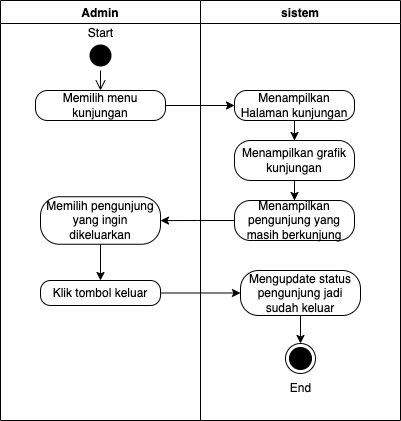 Admin
sistem
Start
Memilih menu
kunjungan
Menampilkan
Halaman kunjungan
Menampilkan grafik
kunjungan
Menampilkan
pengunjung yang
masih berkunjung
Memilih pengunjung
yang ingin
dikeluarkan
Klik tombol keluar
Mengupdate status
pengunjung jadi
sudah keluar
End